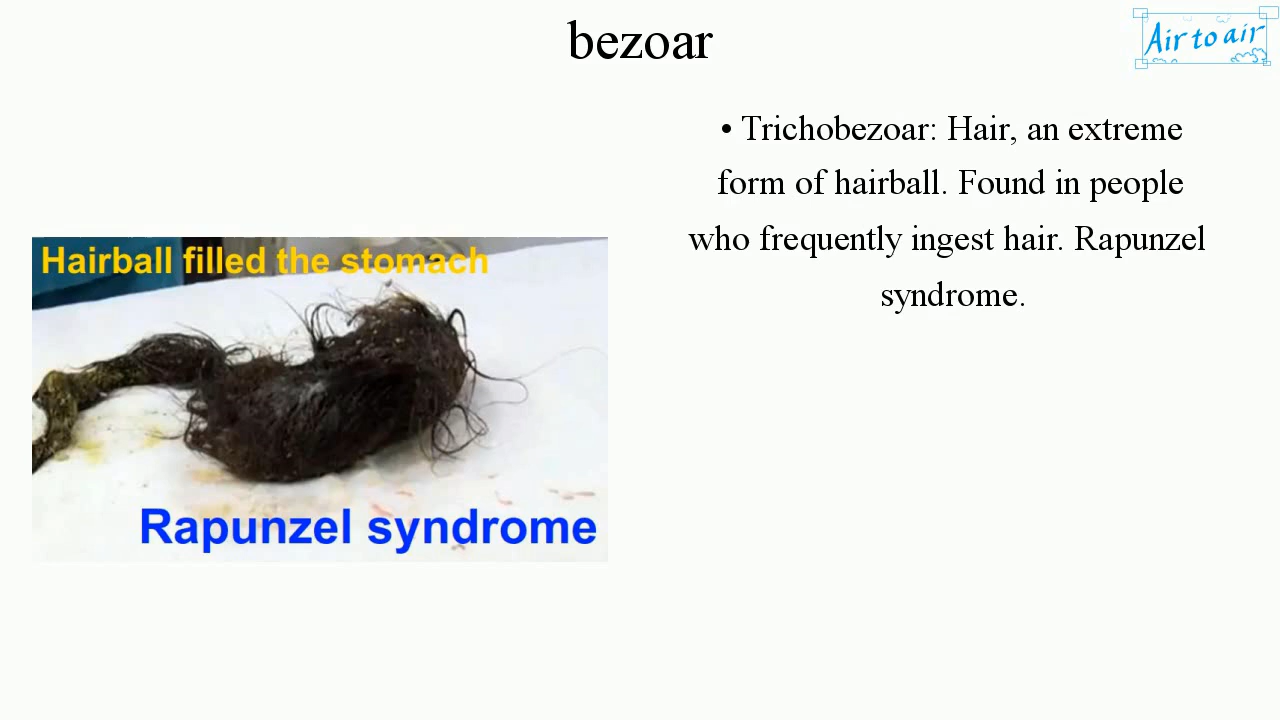 bezoar
Air to air
• Trichobezoar: Hair, an extreme
form of hairball. Found in people
who frequently ingest hair. Rapunzel
syndrome.
Hairball filled the stomach
Rapunzel syndrome